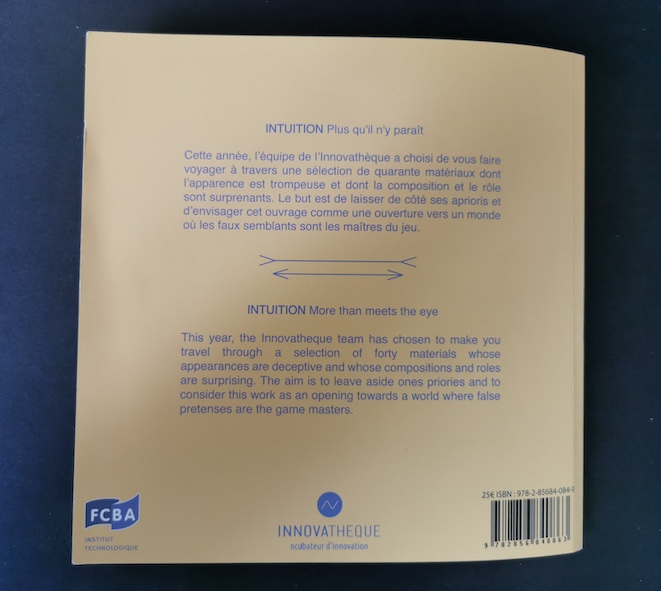 INTUITION Plus qu'il n'y paraît
Cette année, l'équipe de l'Innovathèque a choisi de vous faire
voyager à travers une sélection de quarante matériaux dont
l'apparence est trompeuse et dont la composition et le rôle
sont surprenants. Le but est de laisser de côté ses aprioris et
d'envisager cet ouvrage comme une ouverture vers un monde
où les faux semblants sont les maîtres du jeu.
INTUITION More than meets the eye
This year, the Innovatheque team has chosen to make you
travel through a selection of forty materials whose
appearances are deceptive and whose compositions and roles
are surprising. The aim is to leave aside ones priories and to
consider this work as an opening towards a world where false
pretenses are the game masters.
FCBA
INSTITUT
TECHNOLOGIQUE
INNOVATHEQUE
ncubateur d'innovation
25€ ISBN : 978-2-85684-084-
9 782856 840863